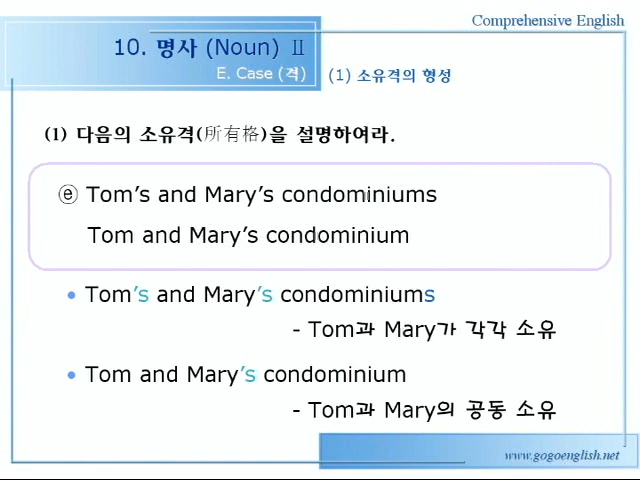 Comprehensive English
10. 명사 (Noun) Ⅱ
E. Case (격)
(1) 소유격의 형성
(1) 다음의 소유격(所有格)을 설명하여라.
ⓔ Tom's and Mary's condominiums
Tom and Mary's condominium
• Tom's and Mary's condominiums
- Tom과 Mary가 각각 소유
• Tom and Mary's condominium
- Tom과 Mary의 공동 소유
www.gogoenglish.net